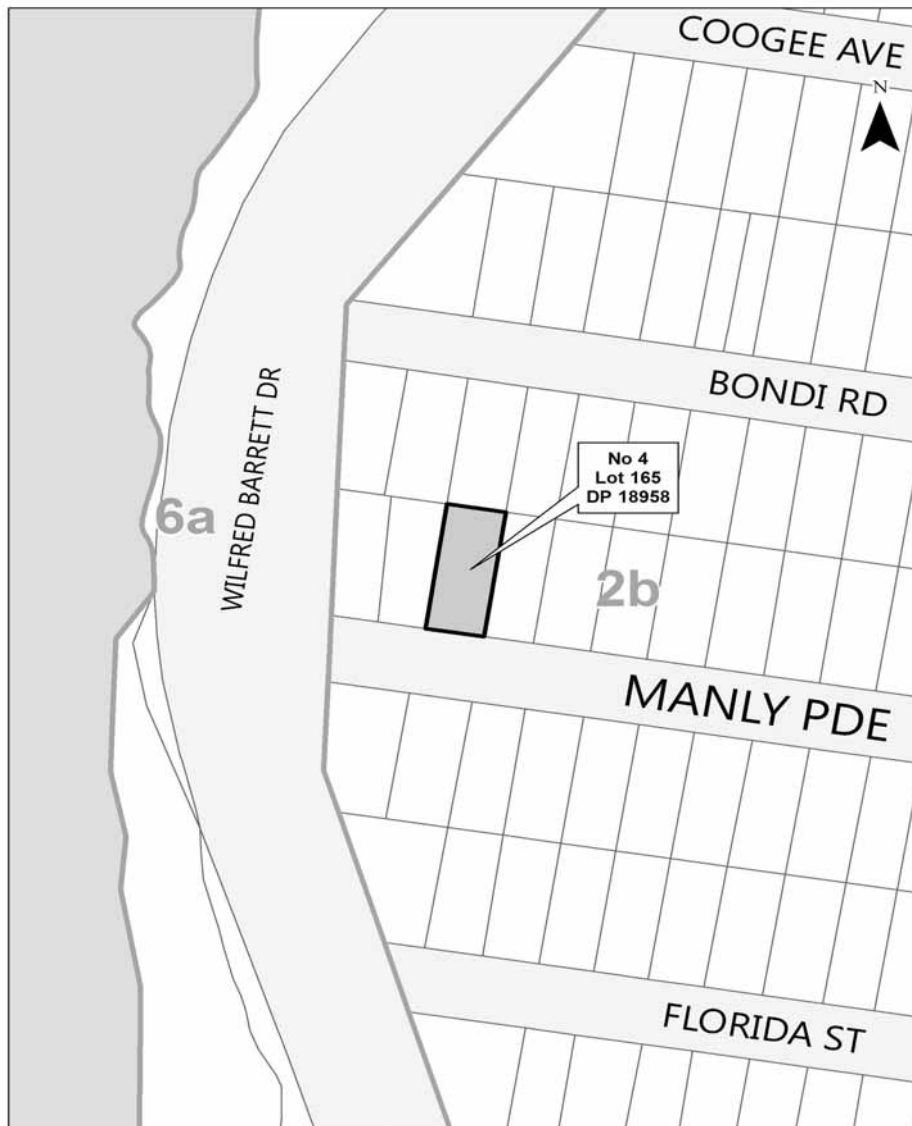 COOGEE AVE
N
BONDI RD
WILFRED BARRETT DR
No 4
Lot 165
DP 18958
6a
2b
MANLY PDE
FLORIDA ST